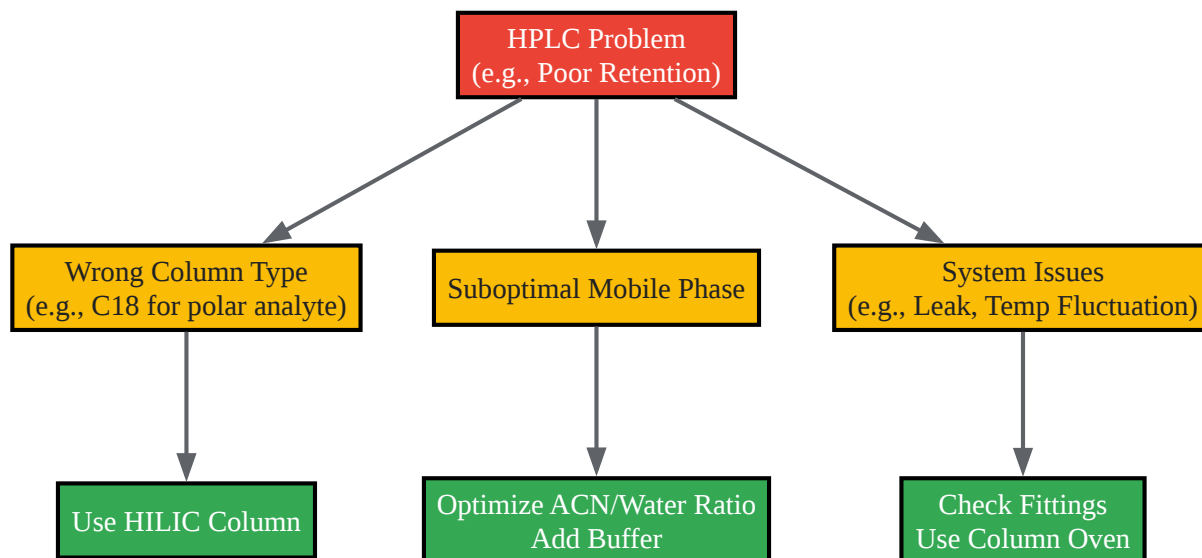 HPLC Problem
(e.g., Poor Retention)
Wrong Column Type
(e.g., C18 for polar analyte)
Suboptimal Mobile Phase
System Issues
(e.g., Leak, Temp Fluctuation)
Use HILIC Column
Optimize ACN/Water Ratio
Add Buffer
Check Fittings
Use Column Oven